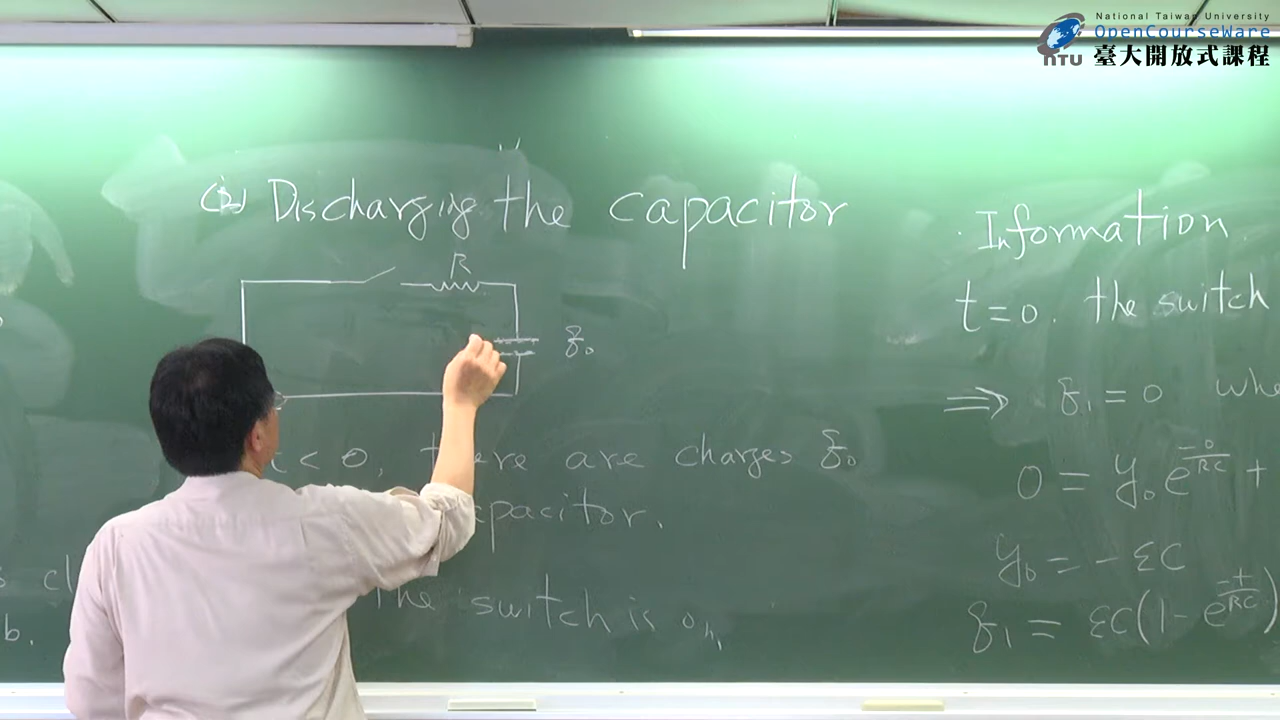 National Taiwan University
OpenCourseWare
NTU 臺大開放式課程
(2) Discharging the capacitor
R
q₀
t < 0, there are charges q₀
capacitor.
the switch is on
Information
t = 0. the switch
⇒ q₁ = 0
0 = y₀ e^(-0/RC) +
y₀ = - εC
q₁ = εC(1 - e^(-t/RC))
b.